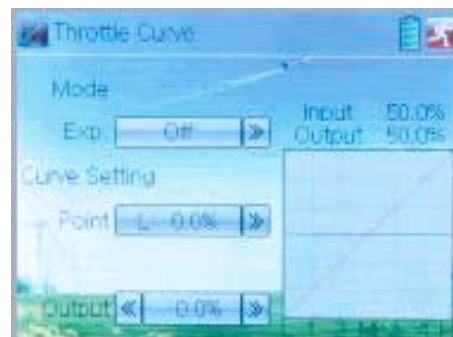 Throttle Curve
Mode
Input 50.0%
Exp. Off
Output 50.0%
Curve Setting
Point L 0.0%
Output 0.0%